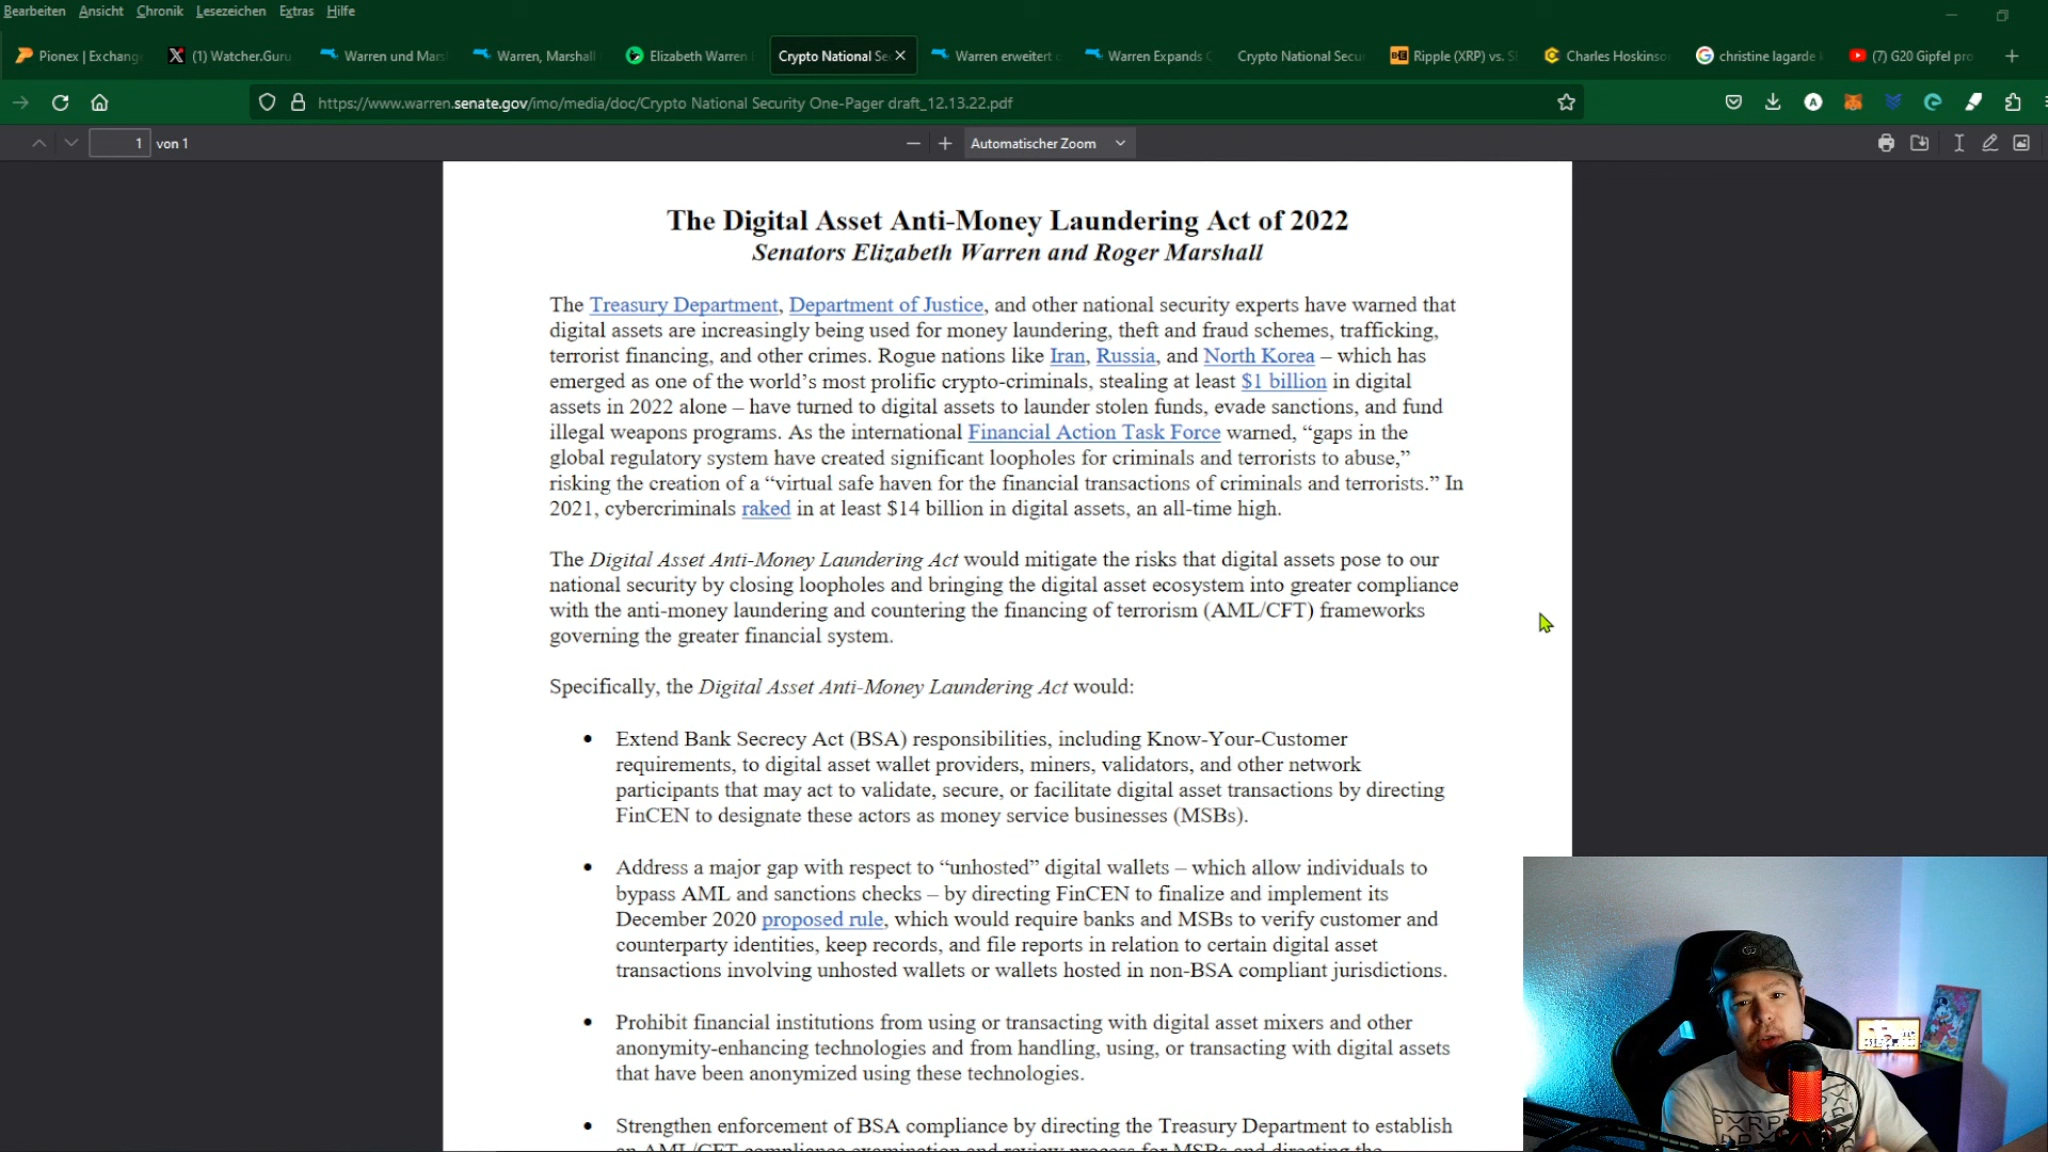 Bearbeiten Ansicht Chronik Lesezeichen Extras Hilfe
Pionex | Exchang (1) Watcher.Guru Warren und Mars Warren, Marshall Elizabeth Warren Crypto National Se Warren erweitert Warren Expands Crypto National Secu Ripple (XRP) vs. Charles Hoskinso christine lagarde (7) G20 Gipfel pro
https://www.warren.senate.gov/imo/media/doc/Crypto National Security One-Pager draft_12.13.22.pdf
1 von 1 Automatischer Zoom
The Digital Asset Anti-Money Laundering Act of 2022
Senators Elizabeth Warren and Roger Marshall
The Treasury Department, Department of Justice, and other national security experts have warned that
digital assets are increasingly being used for money laundering, theft and fraud schemes, trafficking,
terrorist financing, and other crimes. Rogue nations like Iran, Russia, and North Korea – which has
emerged as one of the world’s most prolific crypto-criminals, stealing at least $1 billion in digital
assets in 2022 alone – have turned to digital assets to launder stolen funds, evade sanctions, and fund
illegal weapons programs. As the international Financial Action Task Force warned, “gaps in the
global regulatory system have created significant loopholes for criminals and terrorists to abuse,”
risking the creation of a “virtual safe haven for the financial transactions of criminals and terrorists.” In
2021, cybercriminals raked in at least $14 billion in digital assets, an all-time high.
The Digital Asset Anti-Money Laundering Act would mitigate the risks that digital assets pose to our
national security by closing loopholes and bringing the digital asset ecosystem into greater compliance
with the anti-money laundering and countering the financing of terrorism (AML/CFT) frameworks
governing the greater financial system.
Specifically, the Digital Asset Anti-Money Laundering Act would:
• Extend Bank Secrecy Act (BSA) responsibilities, including Know-Your-Customer
requirements, to digital asset wallet providers, miners, validators, and other network
participants that may act to validate, secure, or facilitate digital asset transactions by directing
FinCEN to designate these actors as money service businesses (MSBs).
• Address a major gap with respect to “unhosted” digital wallets – which allow individuals to
bypass AML and sanctions checks – by directing FinCEN to finalize and implement its
December 2020 proposed rule, which would require banks and MSBs to verify customer and
counterparty identities, keep records, and file reports in relation to certain digital asset
transactions involving unhosted wallets or wallets hosted in non-BSA compliant jurisdictions.
• Prohibit financial institutions from using or transacting with digital asset mixers and other
anonymity-enhancing technologies and from handling, using, or transacting with digital assets
that have been anonymized using these technologies.
• Strengthen enforcement of BSA compliance by directing the Treasury Department to establish
an AML/CFT compliance examination and review process for MSBs and directing the